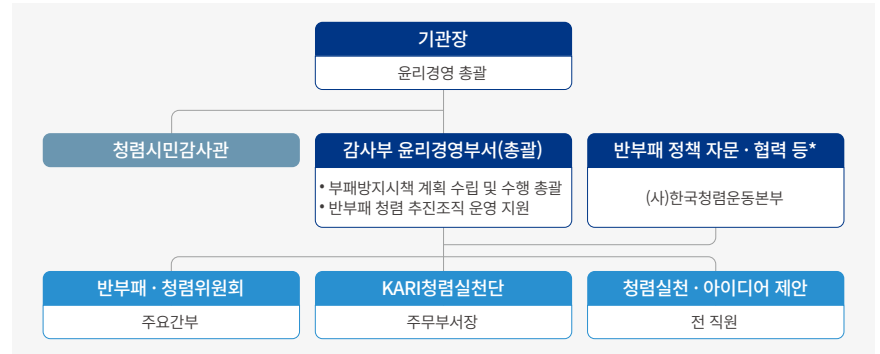 기관장
윤리경영 총괄
청렴시민감사관
감사부 윤리경영부서(총괄)
• 부패방지시책 계획 수립 및 수행 총괄
• 반부패 청렴 추진조직 운영 지원
반부패 정책 자문 · 협력 등*
(사)한국청렴운동본부
반부패 · 청렴위원회
주요간부
KARI청렴실천단
주무부서장
청렴실천 · 아이디어 제안
전 직원